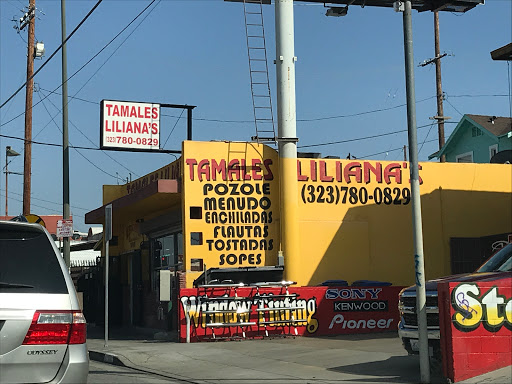 TAMALES
LILIANA'S
(323)780-0829
TAMALES LILIANA'S
(323)780-0829
POZOLE
MENUDO
ENCHILADAS
FLAUTAS
TOSTADAS
SOPES
Window Tinting
SONY
KENWOOD
Pioneer
ODYSSEY